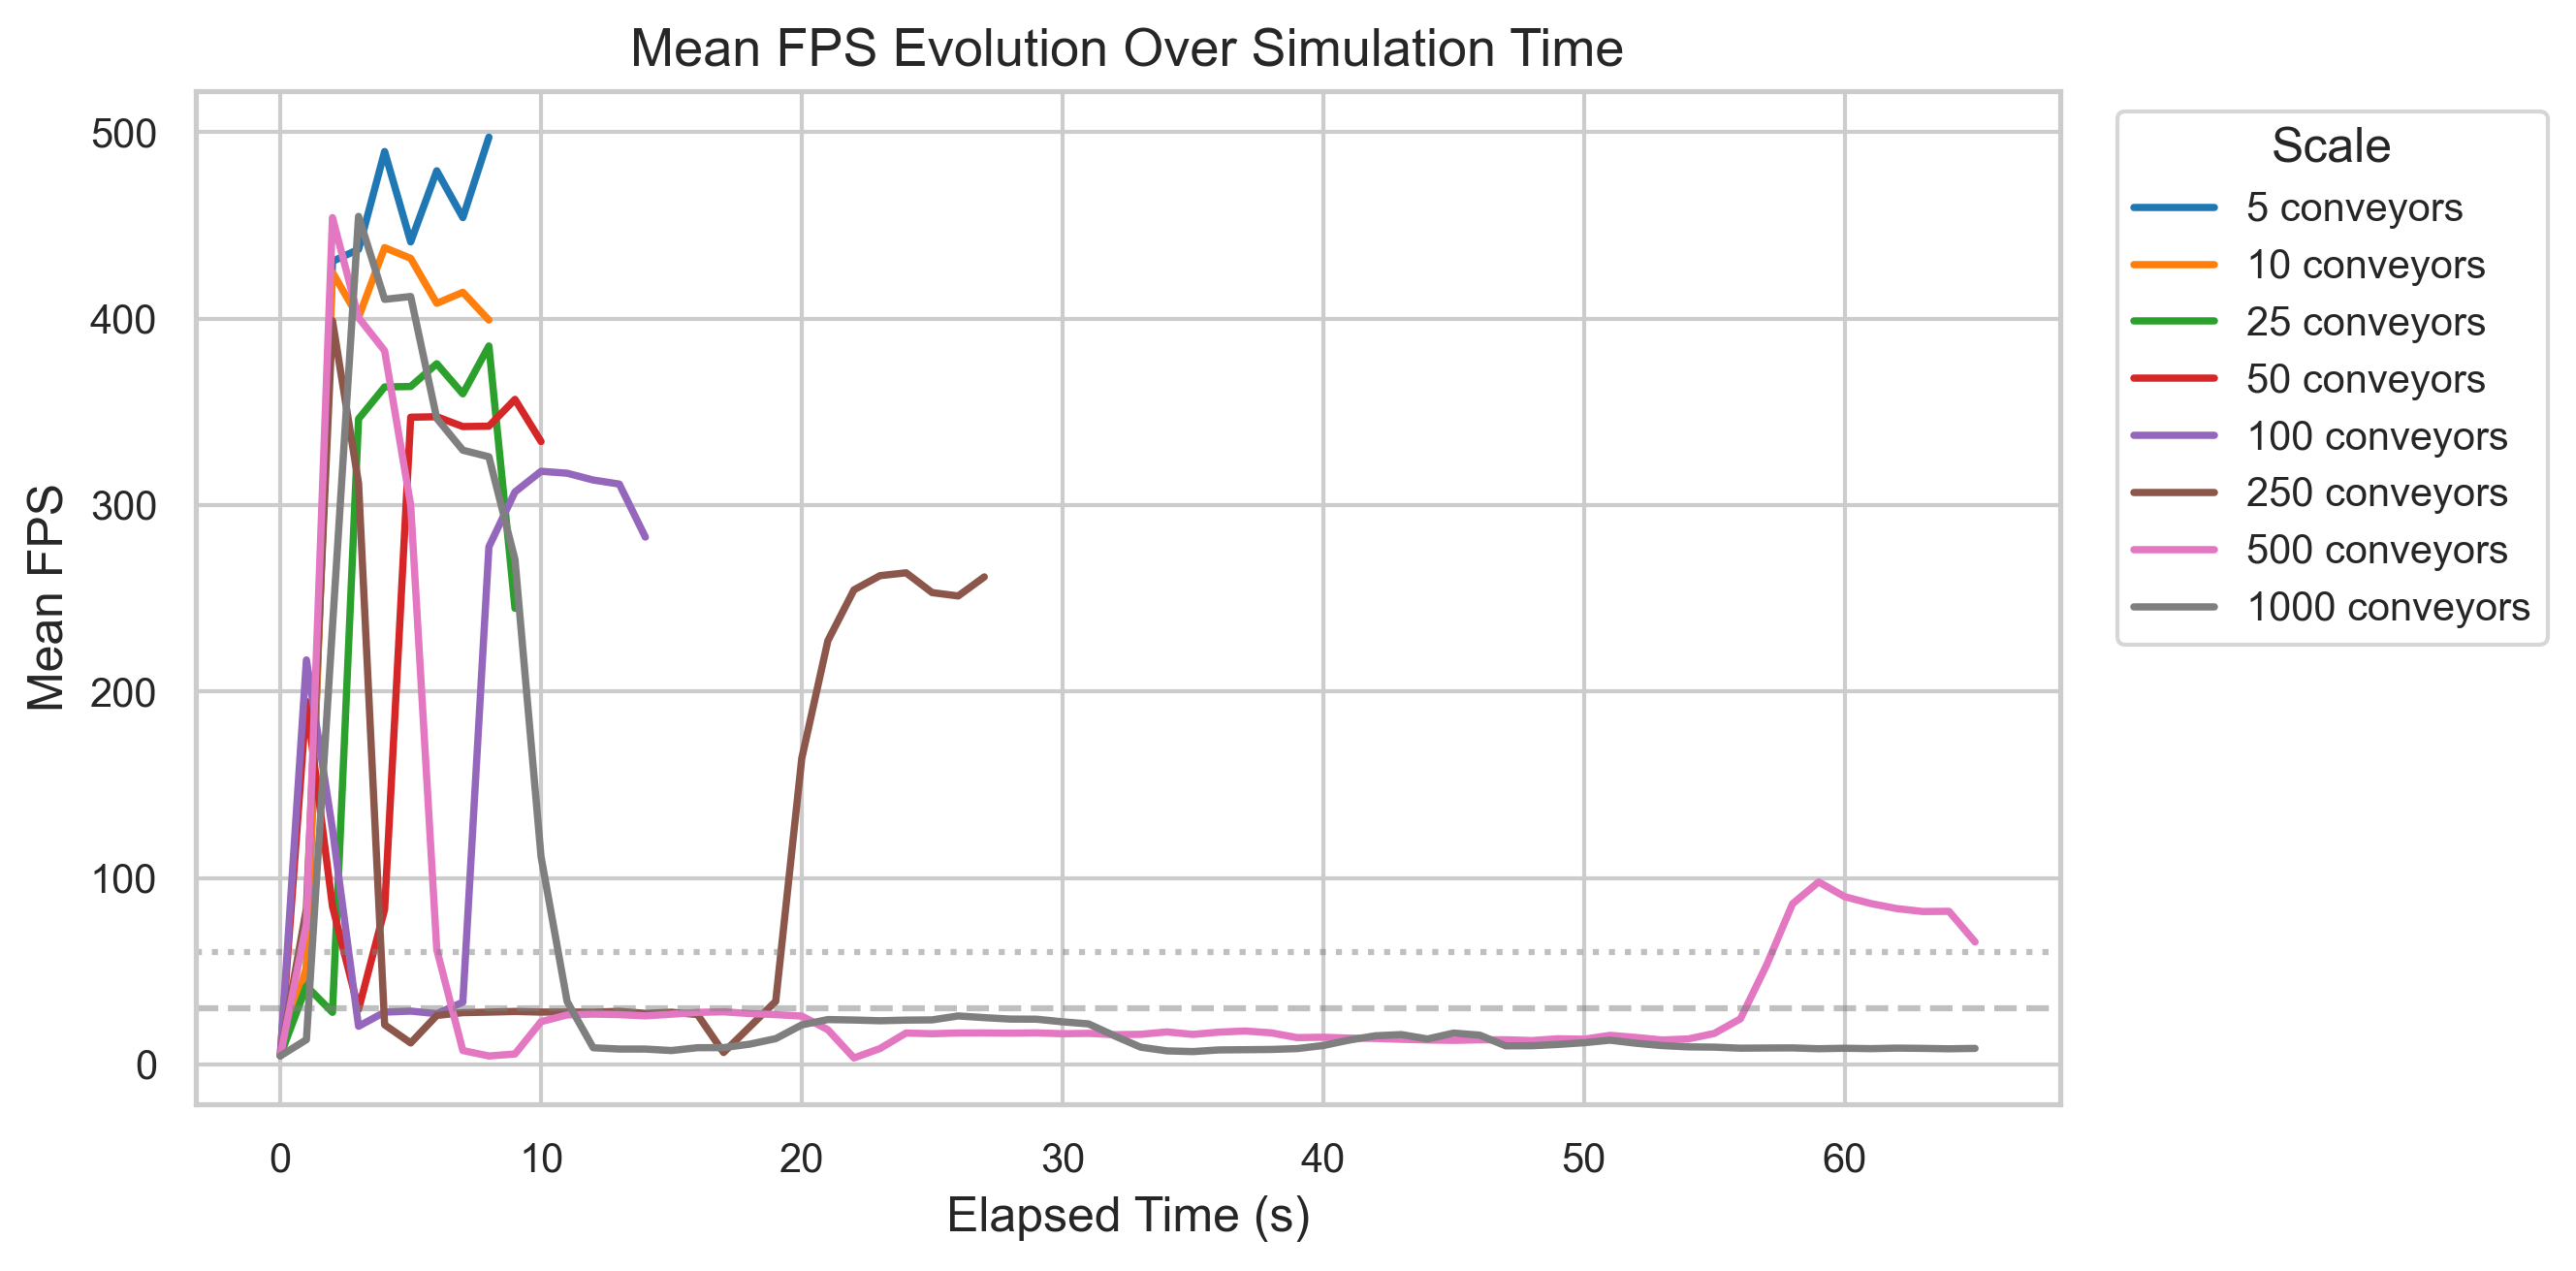 Mean FPS Evolution Over Simulation Time
Mean FPS
500
400
300
200
100
0
0 10 20 30 40 50 60
Elapsed Time (s)
Scale
5 conveyors
10 conveyors
25 conveyors
50 conveyors
100 conveyors
250 conveyors
500 conveyors
1000 conveyors